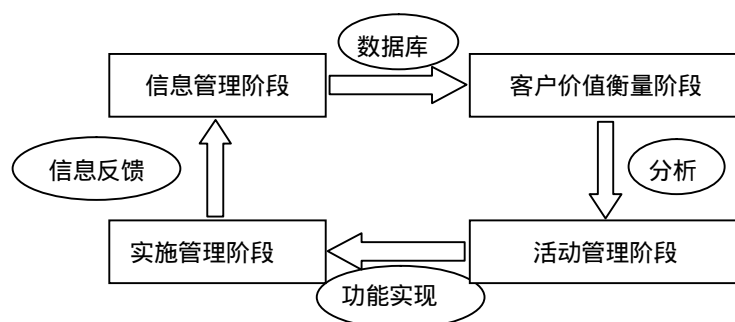 数据库
信息管理阶段
客户价值衡量阶段
信息反馈
分析
实施管理阶段
活动管理阶段
功能实现